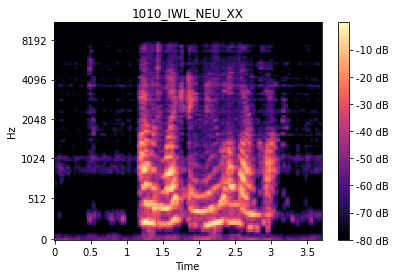 1010_IWL_NEU_XX
8192
4096
2048
1024
512
0
Hz
0 0.5 1 1.5 2 2.5 3 3.5
Time
-10 dB
-20 dB
-30 dB
-40 dB
-50 dB
-60 dB
-70 dB
-80 dB